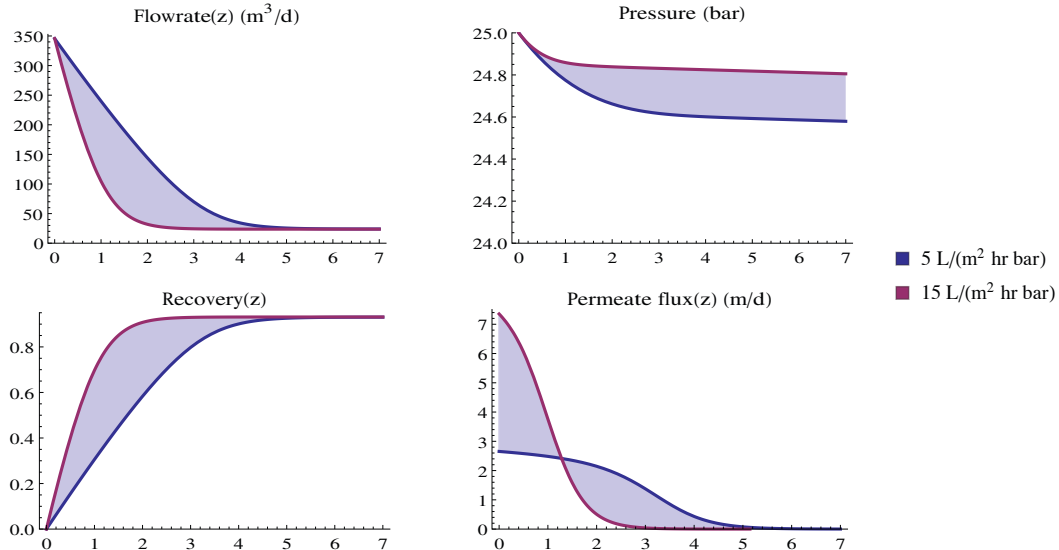 Flowrate(z) (m³/d)
350
300
250
200
150
100
50
0
0 1 2 3 4 5 6 7
Pressure (bar)
25.0
24.8
24.6
24.4
24.2
24.0
0 1 2 3 4 5 6 7
Recovery(z)
0.8
0.6
0.4
0.2
0.0
0 1 2 3 4 5 6 7
Permeate flux(z) (m/d)
7
6
5
4
3
2
1
0
0 1 2 3 4 5 6 7
5 L/(m² hr bar)
15 L/(m² hr bar)